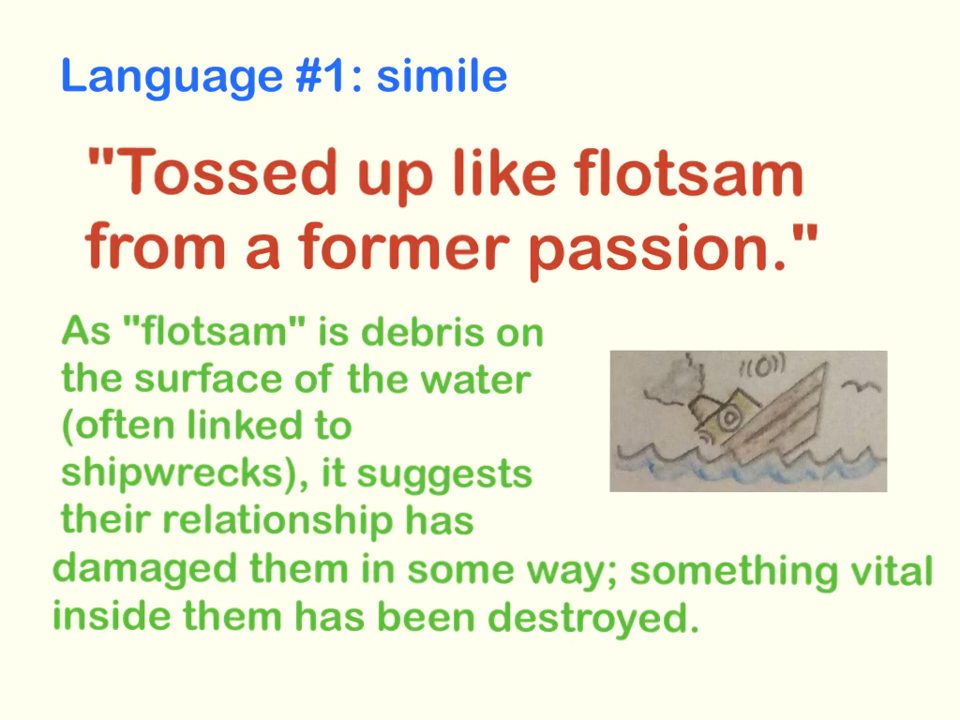 Language #1: simile
"Tossed up like flotsam
from a former passion."
As "flotsam" is debris on
the surface of the water
(often linked to
shipwrecks), it suggests
their relationship has
damaged them in some way; something vital
inside them has been destroyed.